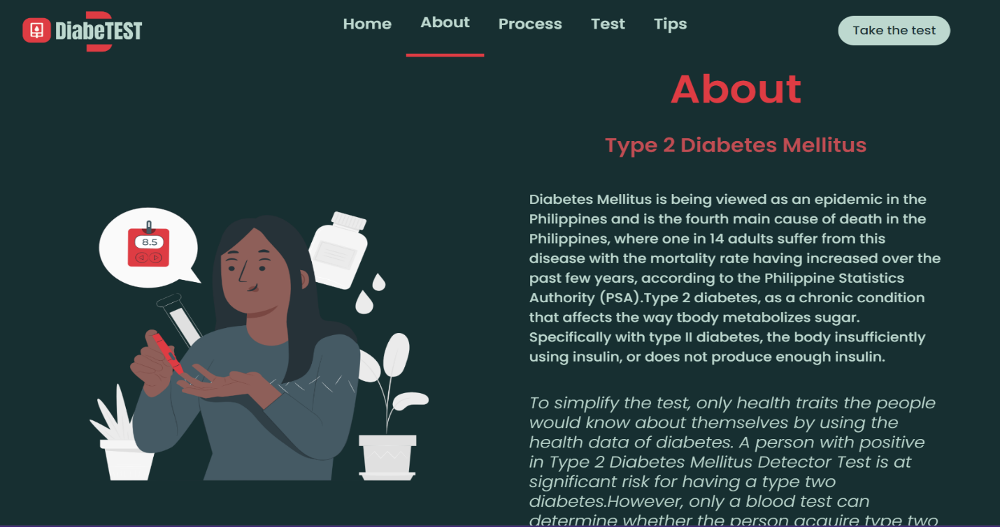 DiabeTEST
Home
About
Process
Test
Tips
Take the test
About
Type 2 Diabetes Mellitus
8.5
Diabetes Mellitus is being viewed as an epidemic in the
Philippines and is the fourth main cause of death in the
Philippines, where one in 14 adults suffer from this
disease with the mortality rate having increased over the
past few years, according to the Philippine Statistics
Authority (PSA).Type 2 diabetes, as a chronic condition
that affects the way tbody metabolizes sugar.
Specifically with type II diabetes, the body insufficiently
using insulin, or does not produce enough insulin.
To simplify the test, only health traits the people
would know about themselves by using the
health data of diabetes. A person with positive
in Type 2 Diabetes Mellitus Detector Test is at
significant risk for having a type two
diabetes.However, only a blood test can
determine whether the person acquire type two